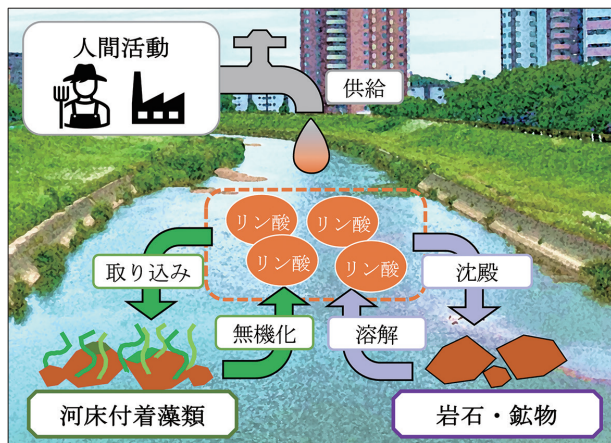 人間活動
供給
リン酸
リン酸
リン酸
リン酸
取り込み
沈殿
無機化
溶解
河床付着藻類
岩石・鉱物